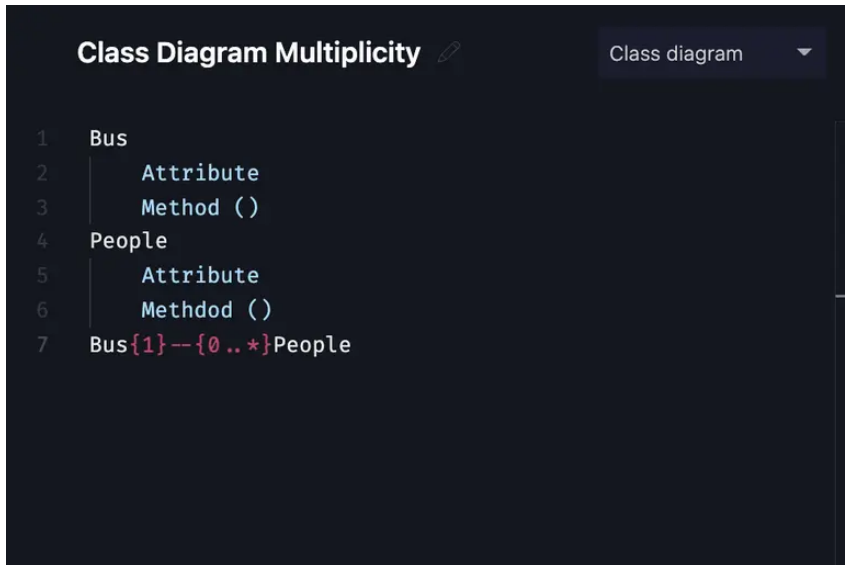 Class Diagram Multiplicity
Class diagram
1 Bus
2 Attribute
3 Method ()
4 People
5 Attribute
6 Methdod ()
7 Bus{1}--{0..*}People